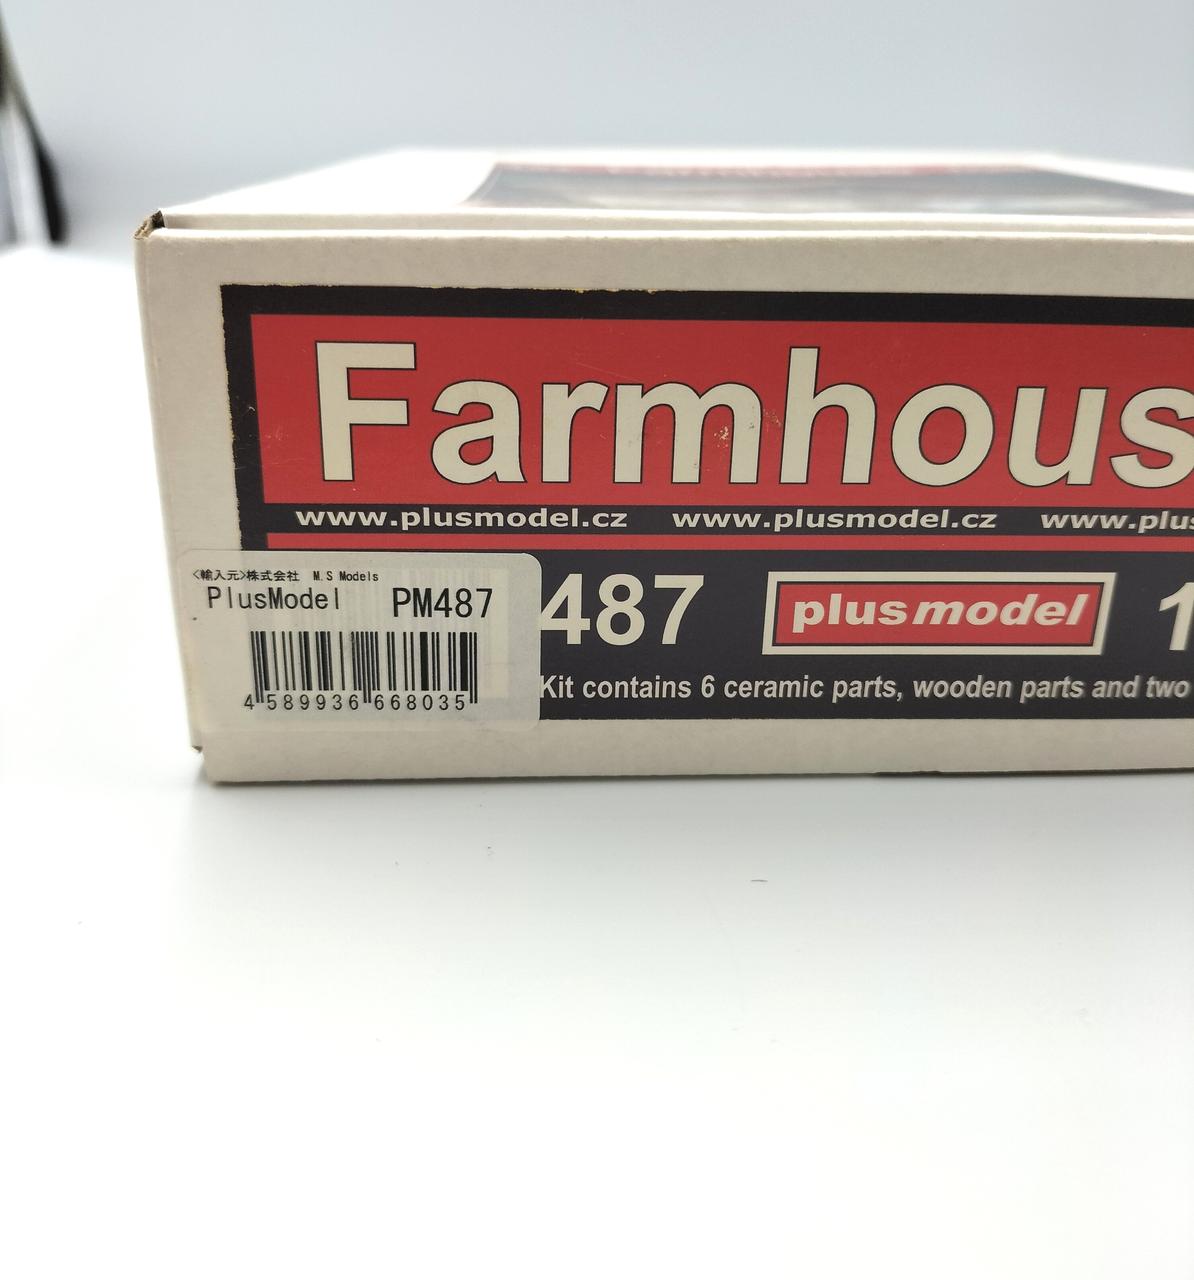 Farmhous
www.plusmodel.cz www.plusmodel.cz www.plus
<輸入元>株式会社 M.S Models
PlusModel PM487
4 589936 668035
487 plusmodel 1
Kit contains 6 ceramic parts, wooden parts and two